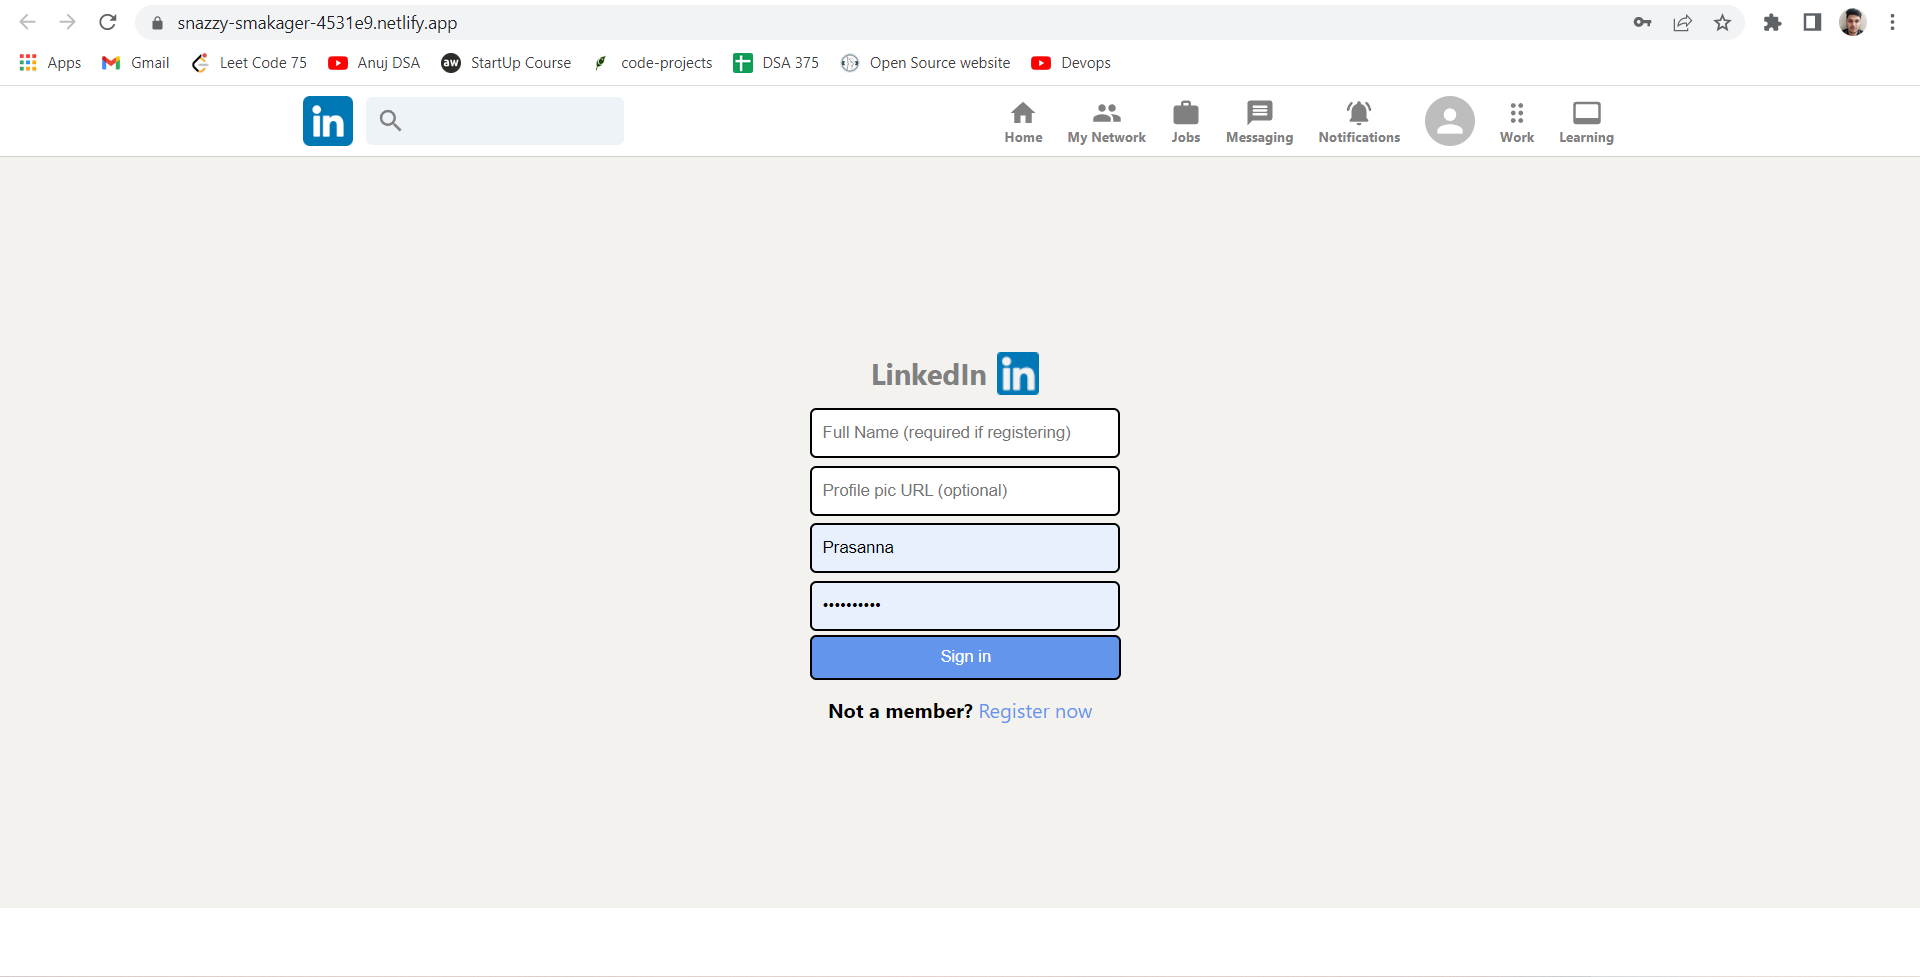 snazzy-smakager-4531e9.netlify.app
Apps Gmail Leet Code 75 Anuj DSA aw StartUp Course code-projects DSA 375 Open Source website Devops
in Home My Network Jobs Messaging Notifications Work Learning
LinkedIn in
Full Name (required if registering)
Profile pic URL (optional)
Prasanna
••••••••••
Sign in
Not a member? Register now